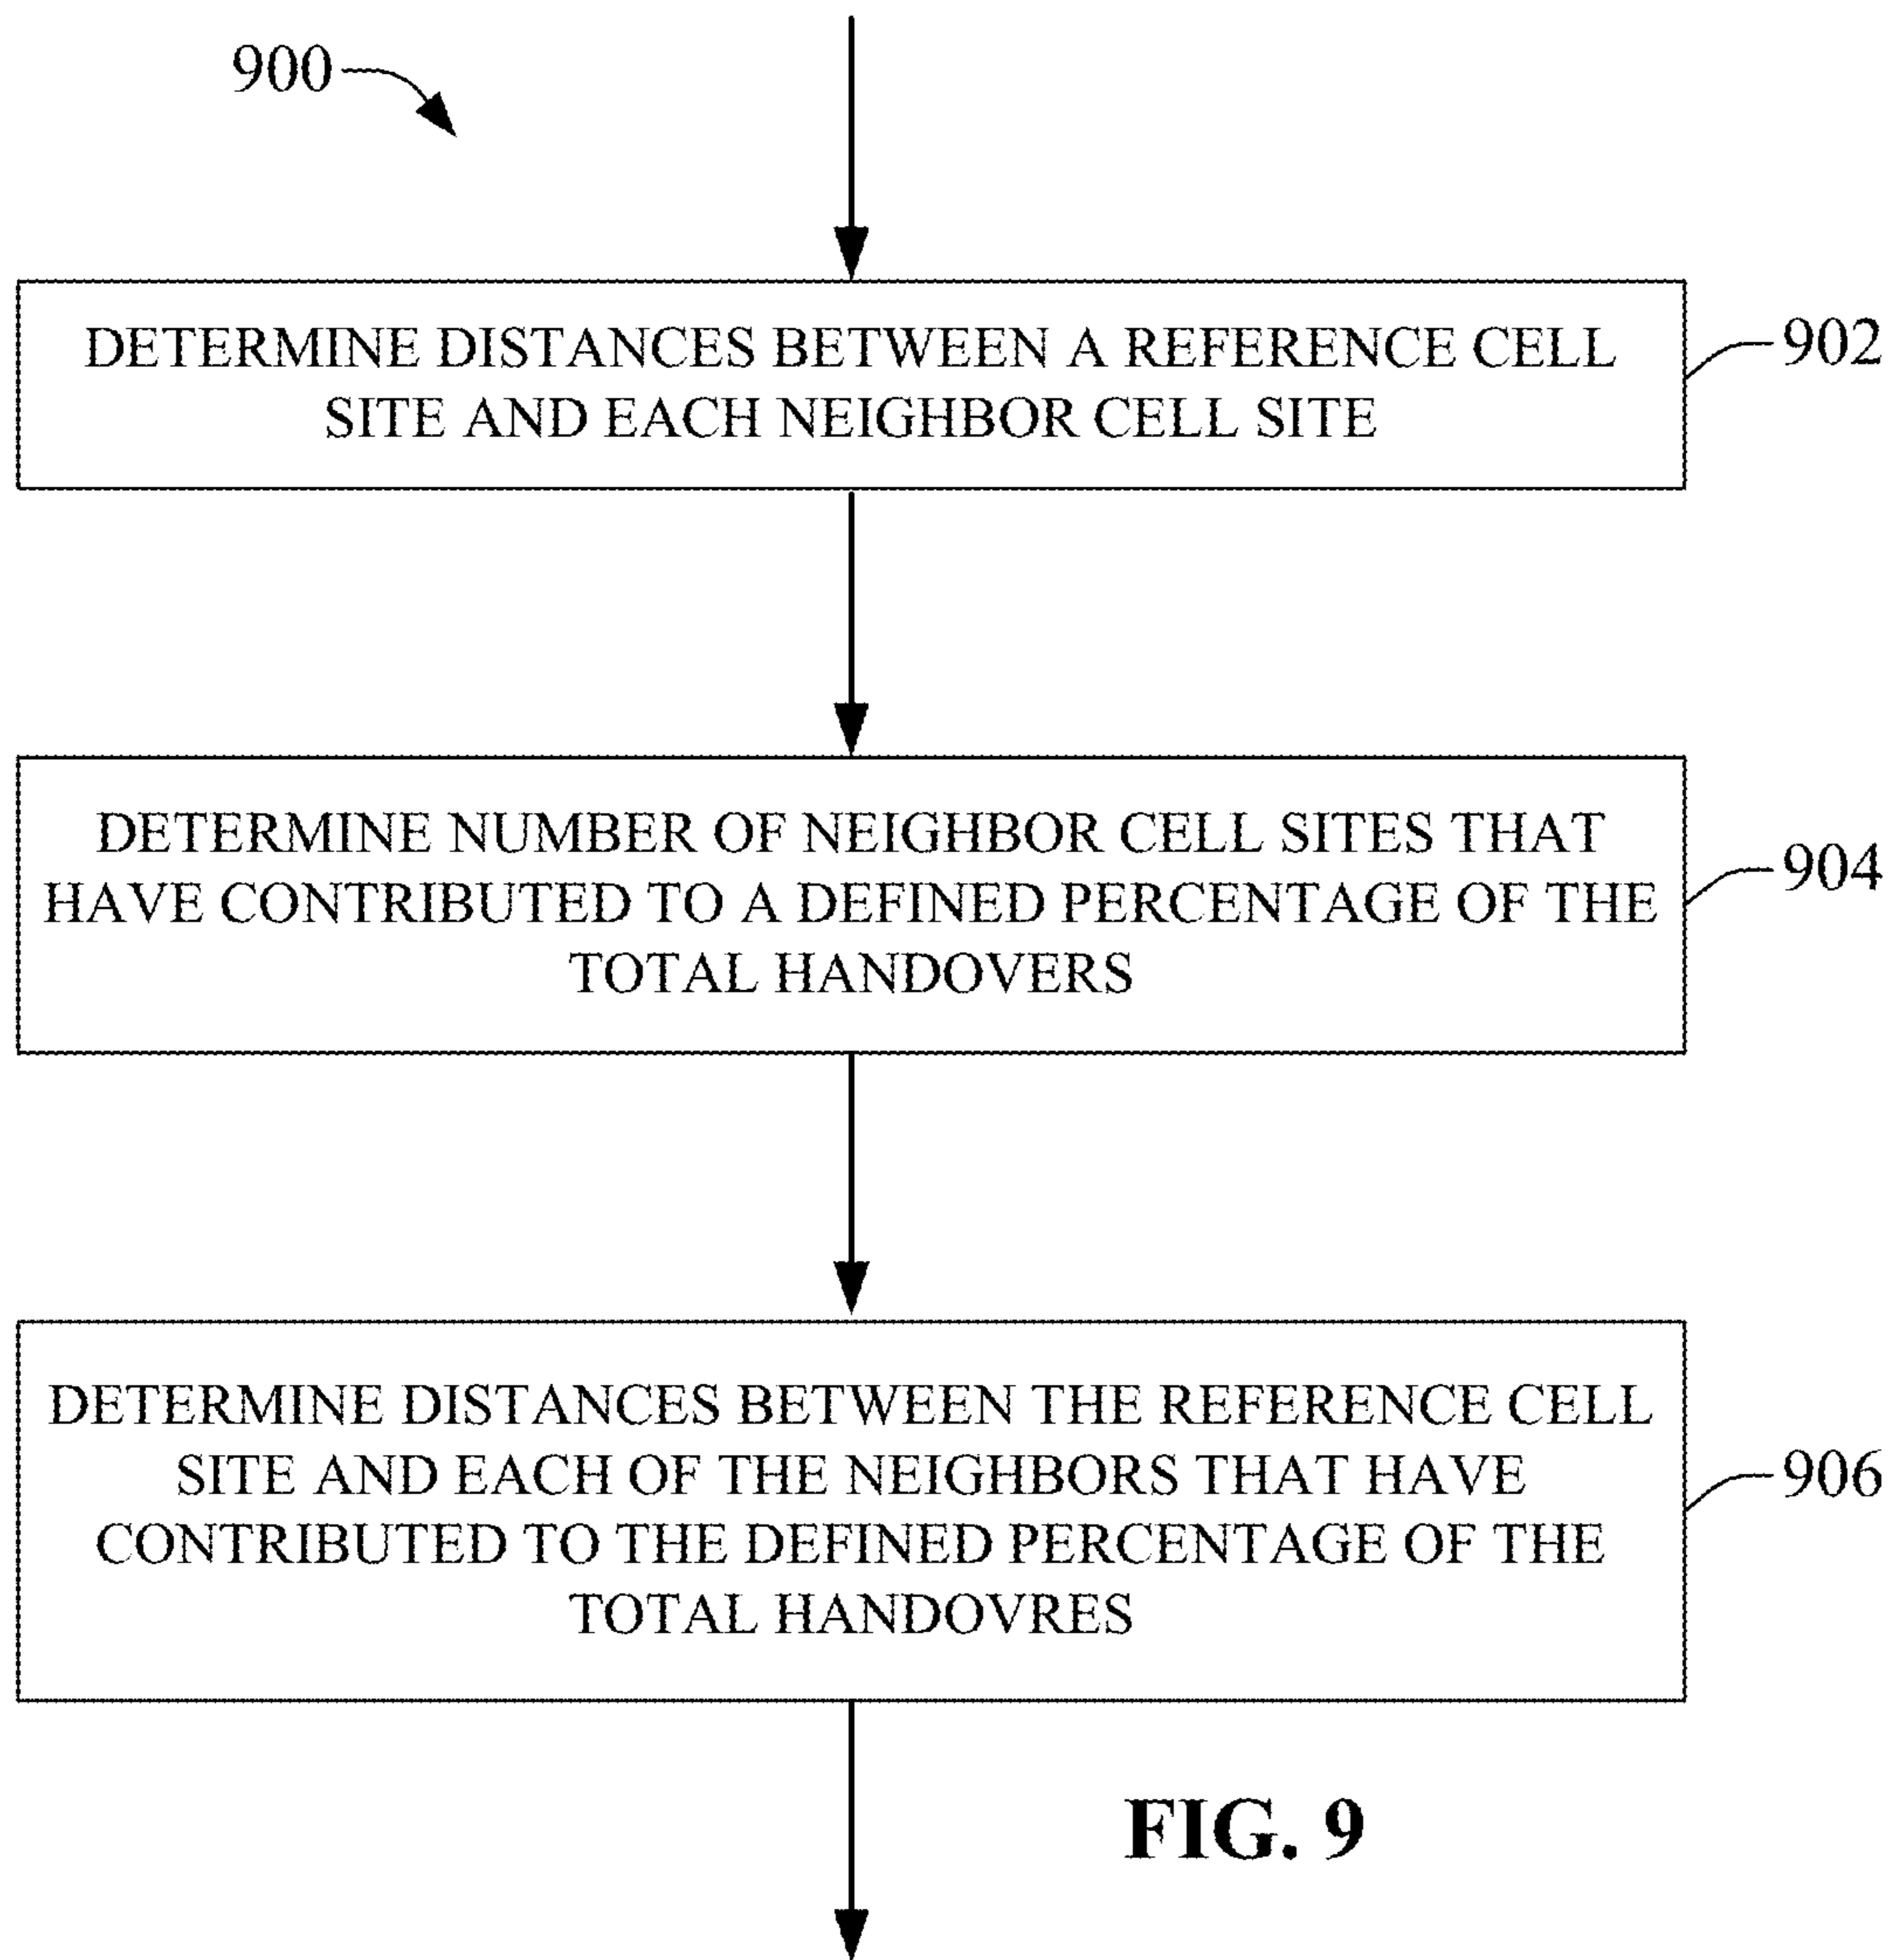 900
DETERMINE DISTANCES BETWEEN A REFERENCE CELL
SITE AND EACH NEIGHBOR CELL SITE
902
DETERMINE NUMBER OF NEIGHBOR CELL SITES THAT
HAVE CONTRIBUTED TO A DEFINED PERCENTAGE OF THE
TOTAL HANDOVERS
904
DETERMINE DISTANCES BETWEEN THE REFERENCE CELL
SITE AND EACH OF THE NEIGHBORS THAT HAVE
CONTRIBUTED TO THE DEFINED PERCENTAGE OF THE
TOTAL HANDOVRES
906
FIG. 9